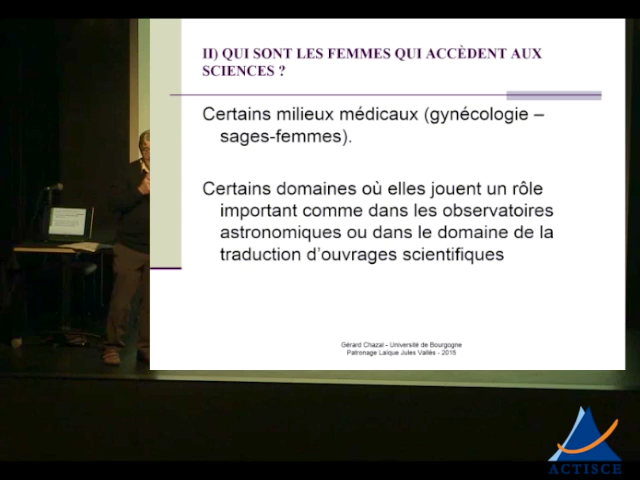 II) QUI SONT LES FEMMES QUI ACCÈDENT AUX
SCIENCES ?
Certains milieux médicaux (gynécologie –
sages-femmes).
Certains domaines où elles jouent un rôle
important comme dans les observatoires
astronomiques ou dans le domaine de la
traduction d'ouvrages scientifiques
Gérard Chazal - Université de Bourgogne
Patronage Laïque Jules Vallès - 2015
ACTISCE